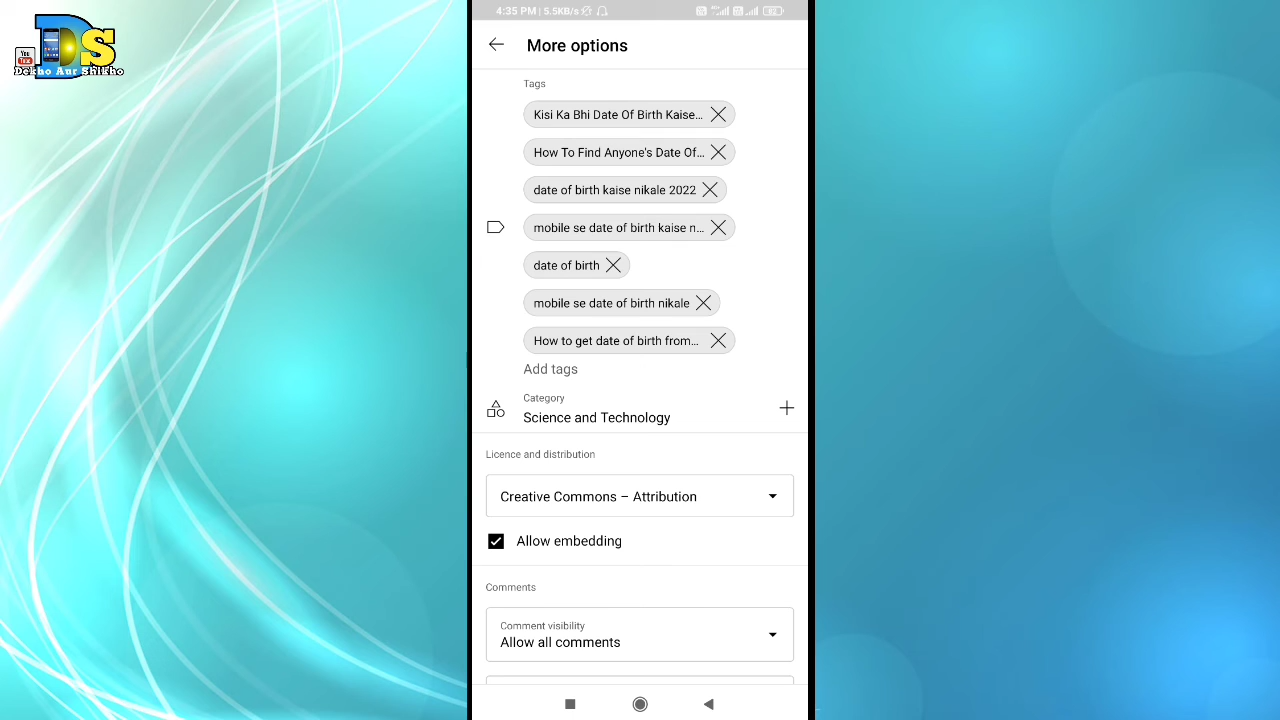 4:35 PM | 5.5KB/s
DS
You
Tube
Dekho Aur Shikho
More options
Tags
Kisi Ka Bhi Date Of Birth Kaise...
How To Find Anyone's Date Of...
date of birth kaise nikale 2022
mobile se date of birth kaise n...
date of birth
mobile se date of birth nikale
How to get date of birth from...
Add tags
Category
Science and Technology
Licence and distribution
Creative Commons – Attribution
Allow embedding
Comments
Comment visibility
Allow all comments